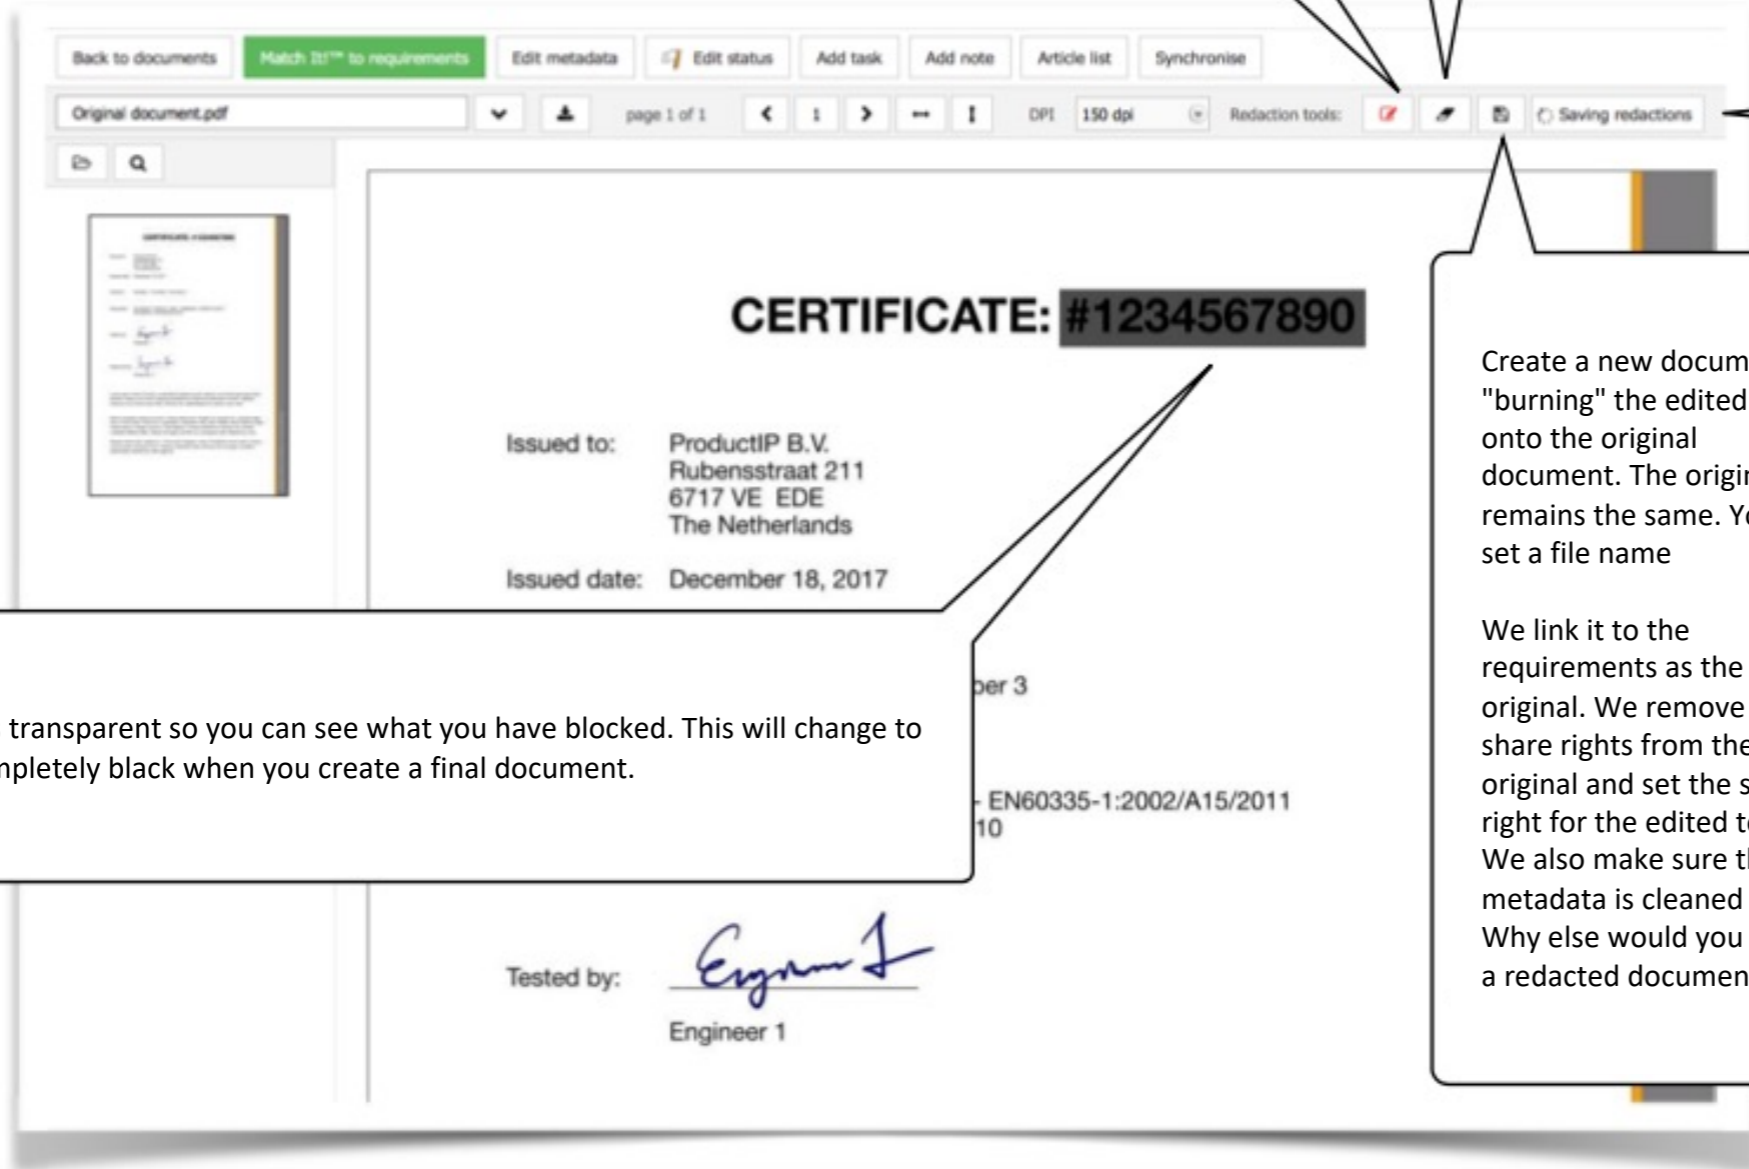 Back to documents Match It!™ to requirements Edit metadata Edit status Add task Add note Article list Synchronise
Original document.pdf page 1 of 1 1 DPI 150 dpi Redaction tools: Saving redactions
CERTIFICATE: #1234567890
Issued to: ProductIP B.V.
Rubensstraat 211
6717 VE EDE
The Netherlands
Issued date: December 18, 2017
ber 3
- EN60335-1:2002/A15/2011
10
Tested by:
Engineer 1
transparent so you can see what you have blocked. This will change to
mpletely black when you create a final document.
Create a new docum
"burning" the edited
onto the original
document. The origin
remains the same. Yo
set a file name
We link it to the
requirements as the
original. We remove
share rights from the
original and set the s
right for the edited to
We also make sure th
metadata is cleaned
Why else would you
a redacted documen